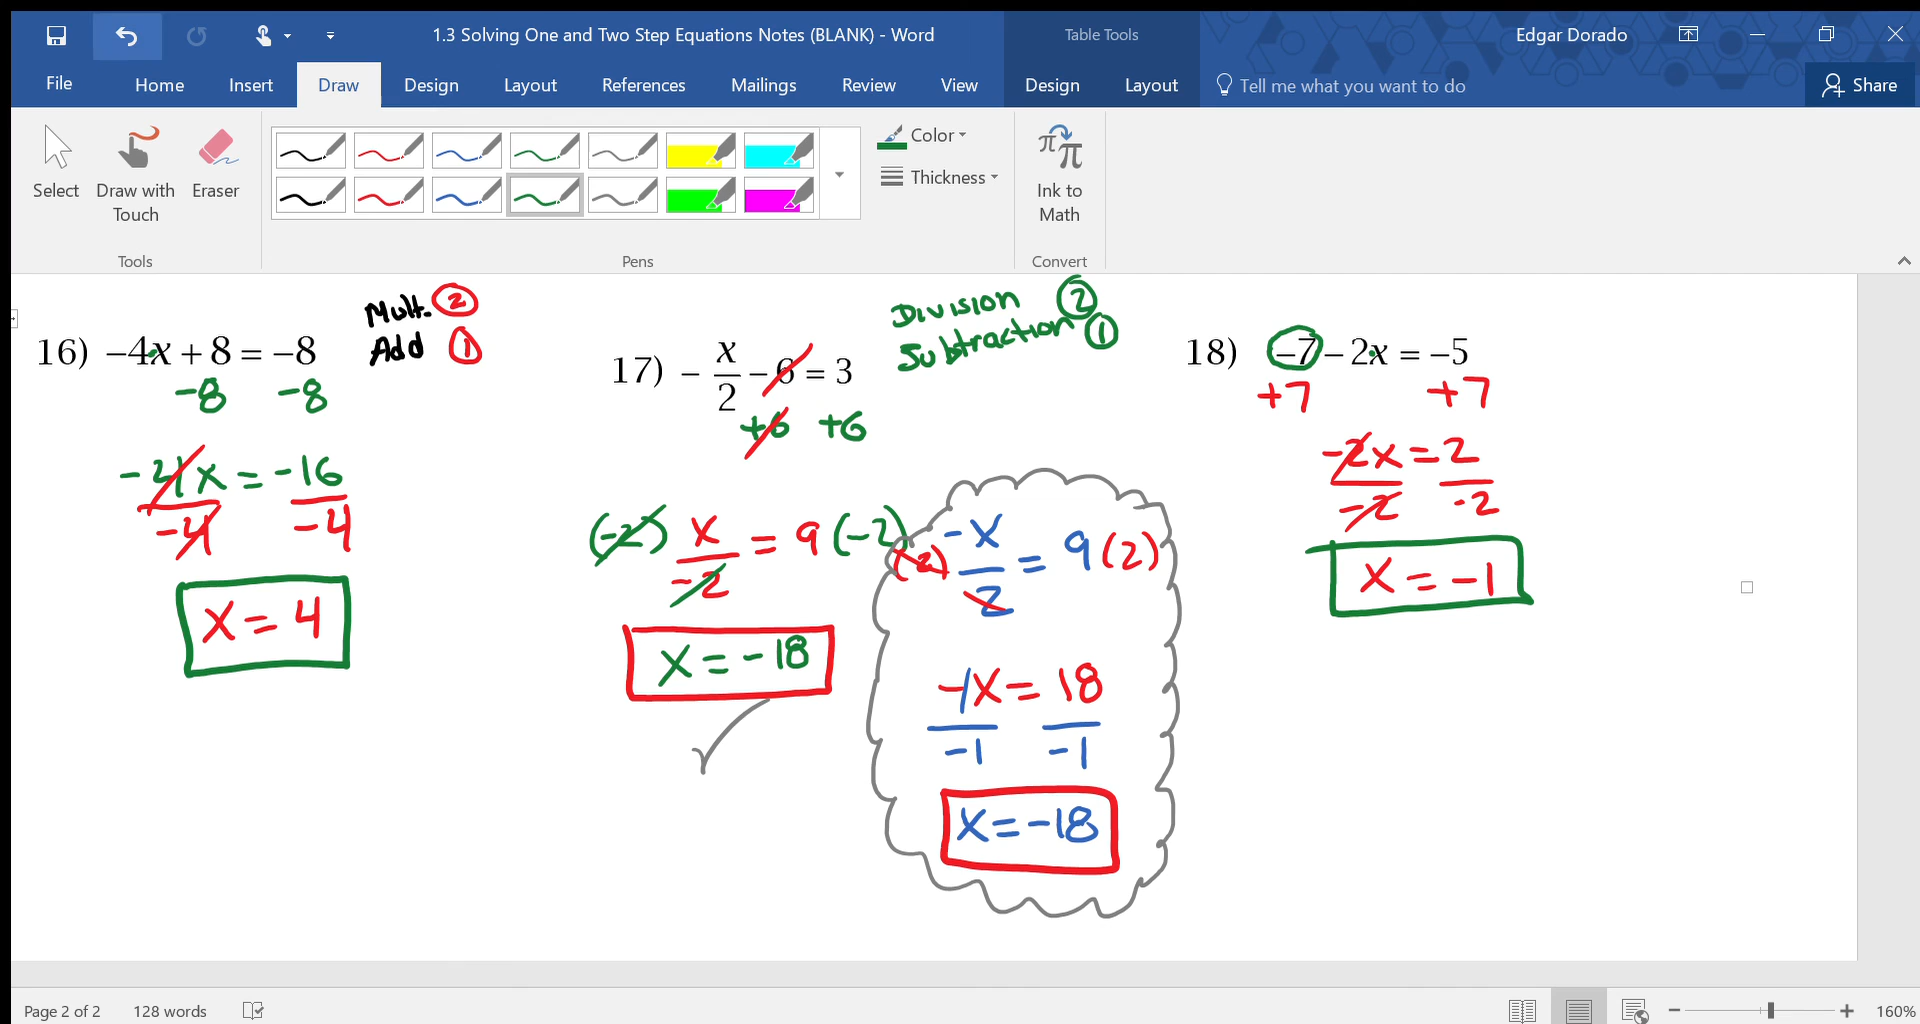 1.3 Solving One and Two Step Equations Notes (BLANK) - Word
Table Tools
Edgar Dorado
File Home Insert Draw Design Layout References Mailings Review View Design Layout Tell me what you want to do Share
Select
Draw with Touch
Eraser
Color
Thickness
Ink to Math
Tools
Pens
Convert
16) −4x + 8 = −8
Mult. 2
Add 1
-8 -8
-4x = -16
-4 -4
x = 4
17) − x/2 − 6 = 3
Division 2
Subtraction 1
+6 +6
(-2) x/-2 = 9 (-2)
x = -18
(2) -x/2 = 9 (2)
-1x = 18
-1 -1
x = -18
18) −7 − 2x = −5
+7 +7
-2x = 2
-2 -2
x = -1
Page 2 of 2 128 words 160%